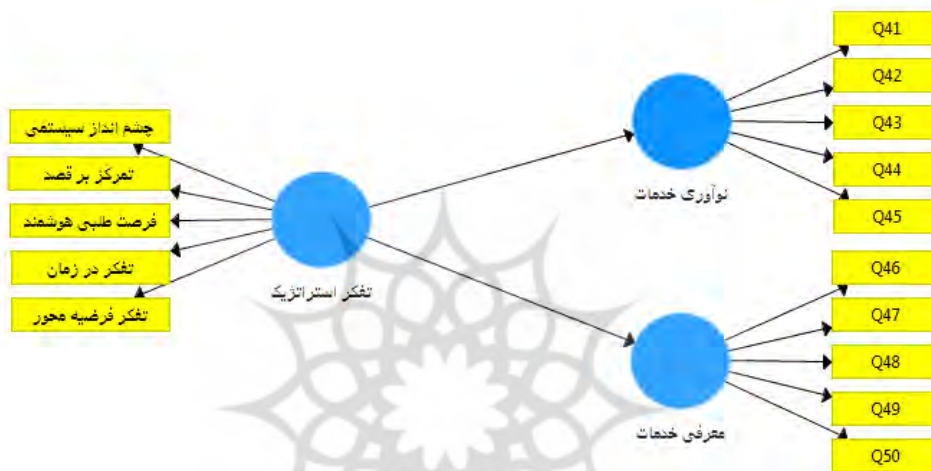 چشم انداز سیستمی
تمرکز بر قصد
فرصت طلبی هوشمند
تفکر در زمان
تفکر فرضیه محور
تفکر استراتژیک
نوآوری خدمات
معرفی خدمات
Q41
Q42
Q43
Q44
Q45
Q46
Q47
Q48
Q49
Q50